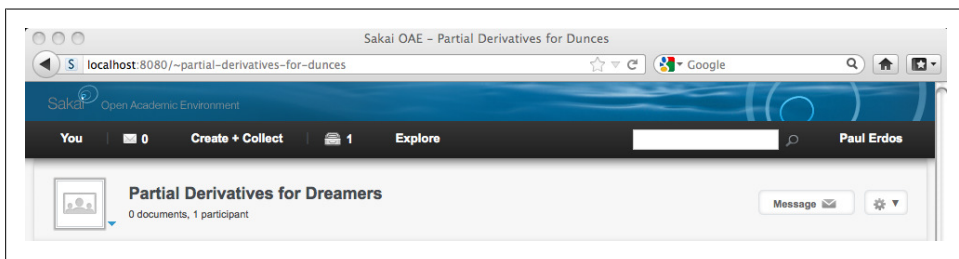 Sakai OAE – Partial Derivatives for Dunces
S localhost:8080/~partial-derivatives-for-dunces Google
Sakai Open Academic Environment
You 0 Create + Collect 1 Explore Paul Erdos
Partial Derivatives for Dreamers
0 documents, 1 participant
Message